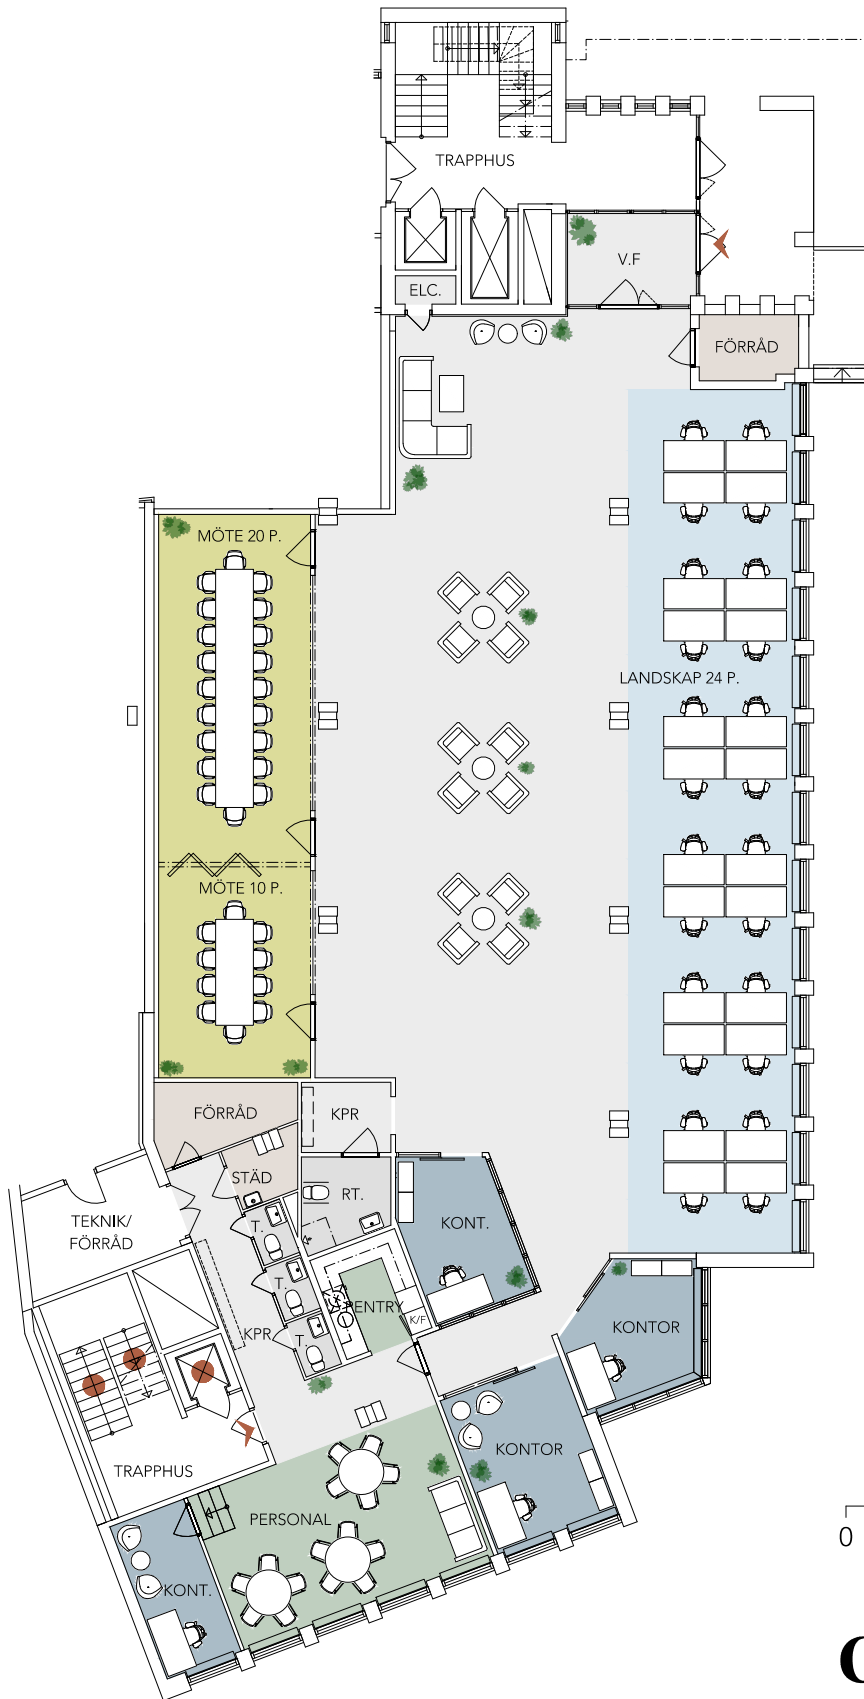 TRAPPHUS
V.F
ELC.
FÖRRÅD
MÖTE 20 P.
LANDSKAP 24 P.
MÖTE 10 P.
FÖRRÅD
KPR
STÄD
RT.
TEKNIK/
FÖRRÅD
T.
KONT.
T.
PENTRY
K/F
KPR
T.
KONTOR
KONTOR
TRAPPHUS
PERSONAL
0
KONT.